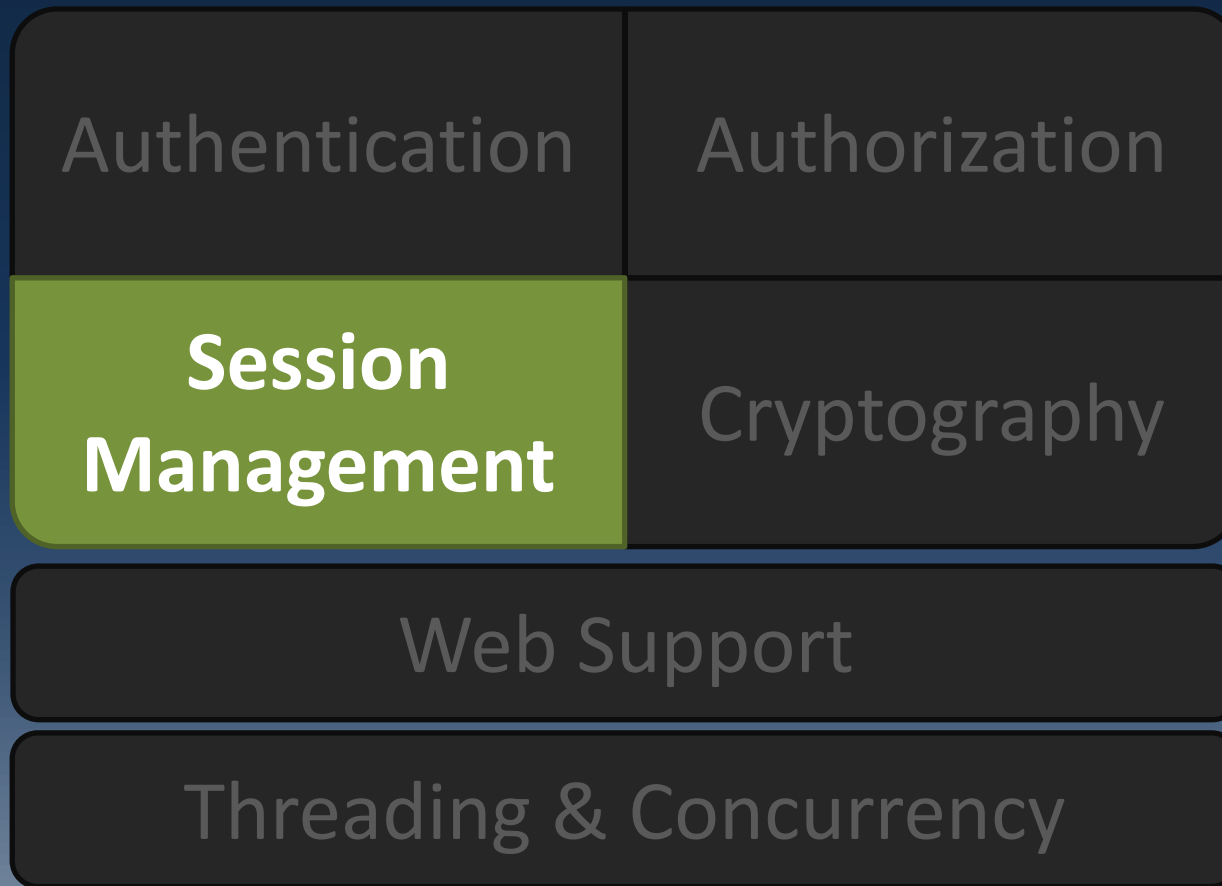 Authentication
Authorization
Session
Management
Cryptography
Web Support
Threading & Concurrency